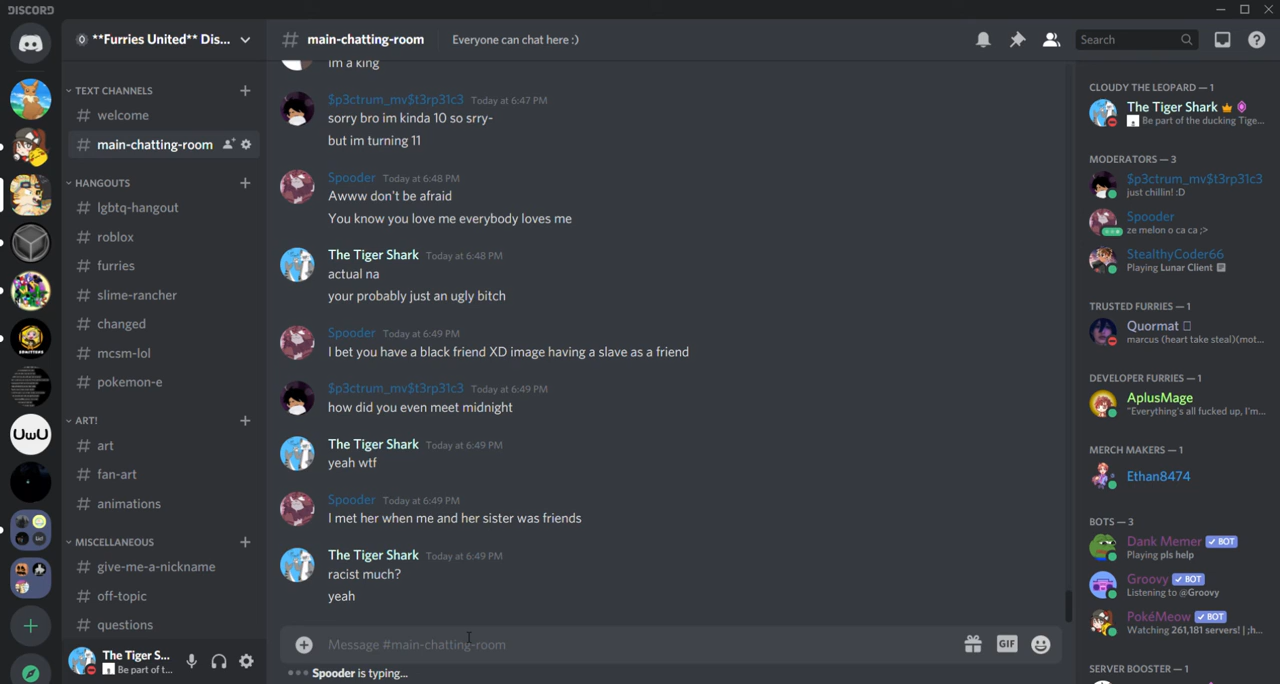 DISCORD
**Furries United** Dis...
# main-chatting-room Everyone can chat here :)
Search
TEXT CHANNELS
# welcome
# main-chatting-room
HANGOUTS
# lgbtq-hangout
# roblox
# furries
# slime-rancher
# changed
# mcsm-lol
# pokemon-e
ART!
# art
# fan-art
# animations
MISCELLANEOUS
# give-me-a-nickname
# off-topic
# questions
The Tiger S...
Be part of t...
UwU
im a king
$p3ctrum_mv$t3rp31c3 Today at 6:47 PM
sorry bro im kinda 10 so srry-
but im turning 11
Spooder Today at 6:48 PM
Awww don't be afraid
You know you love me everybody loves me
The Tiger Shark Today at 6:48 PM
actual na
your probably just an ugly bitch
Spooder Today at 6:49 PM
I bet you have a black friend XD image having a slave as a friend
$p3ctrum_mv$t3rp31c3 Today at 6:49 PM
how did you even meet midnight
The Tiger Shark Today at 6:49 PM
yeah wtf
Spooder Today at 6:49 PM
I met her when me and her sister was friends
The Tiger Shark Today at 6:49 PM
racist much?
yeah
Message #main-chatting-room
GIF
Spooder is typing...
CLOUDY THE LEOPARD — 1
The Tiger Shark
Be part of the ducking Tige...
MODERATORS — 3
$p3ctrum_mv$t3rp31c3
just chillin! :D
Spooder
ze melon o ca ca ;>
StealthyCoder66
Playing Lunar Client
TRUSTED FURRIES — 1
Quormat
marcus (heart take steal)(mot...
DEVELOPER FURRIES — 1
AplusMage
"Everything's all fucked up, I'm...
MERCH MAKERS — 1
Ethan8474
BOTS — 3
Dank Memer ✓ BOT
Playing pls help
Groovy ✓ BOT
Listening to @Groovy
PokéMeow ✓ BOT
Watching 261,181 servers! | ;h...
SERVER BOOSTER — 1